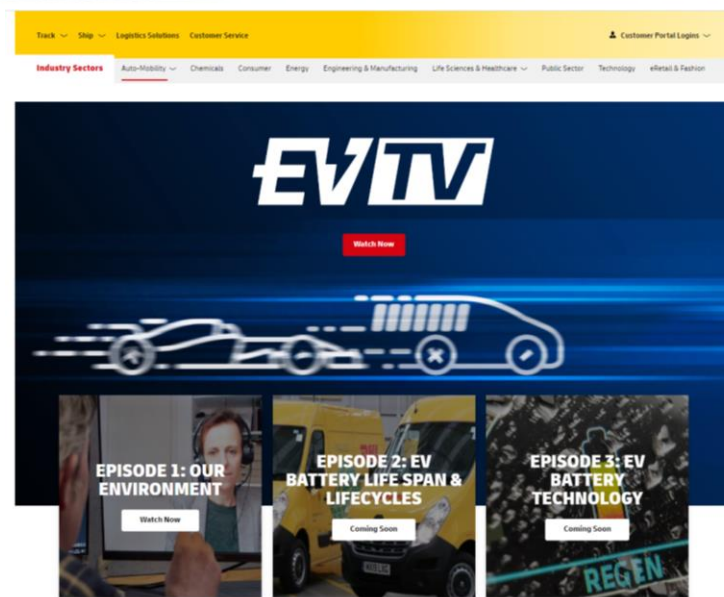 Track Ship Logistics Solutions Customer Service Customer Portal Logins
Industry Sectors Auto-Mobility Chemicals Consumer Energy Engineering & Manufacturing Life Sciences & Healthcare Public Sector Technology eRetail & Fashion
EVTV
Watch Now
EPISODE 1: OUR
ENVIRONMENT
Watch Now
EPISODE 2: EV
BATTERY LIFE SPAN &
LIFECYCLES
Coming Soon
EPISODE 3: EV
BATTERY
TECHNOLOGY
Coming Soon
REGEN